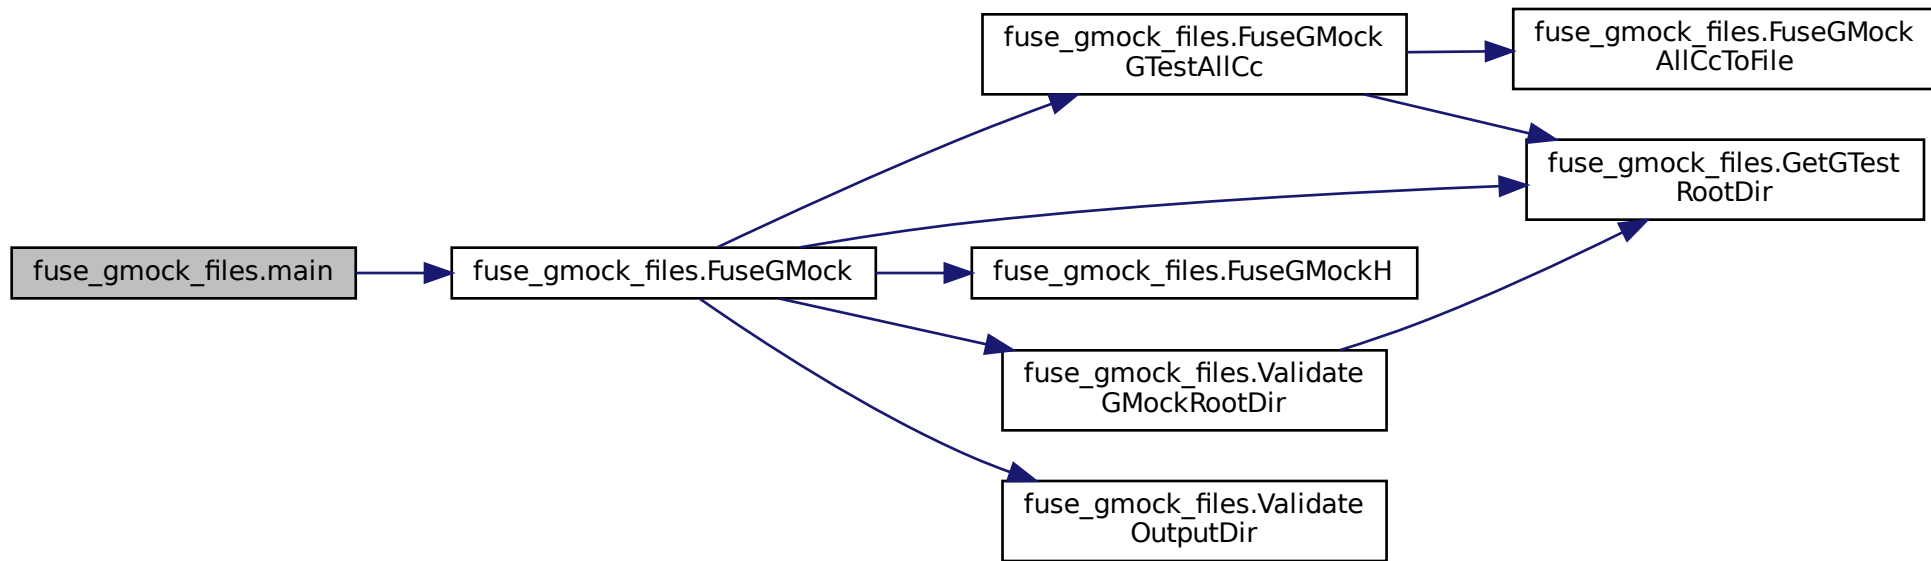 fuse_gmock_files.main
fuse_gmock_files.FuseGMock
fuse_gmock_files.FuseGMock
GTestAllCc
fuse_gmock_files.FuseGMock
AllCcToFile
fuse_gmock_files.GetGTest
RootDir
fuse_gmock_files.FuseGMockH
fuse_gmock_files.Validate
GMockRootDir
fuse_gmock_files.Validate
OutputDir